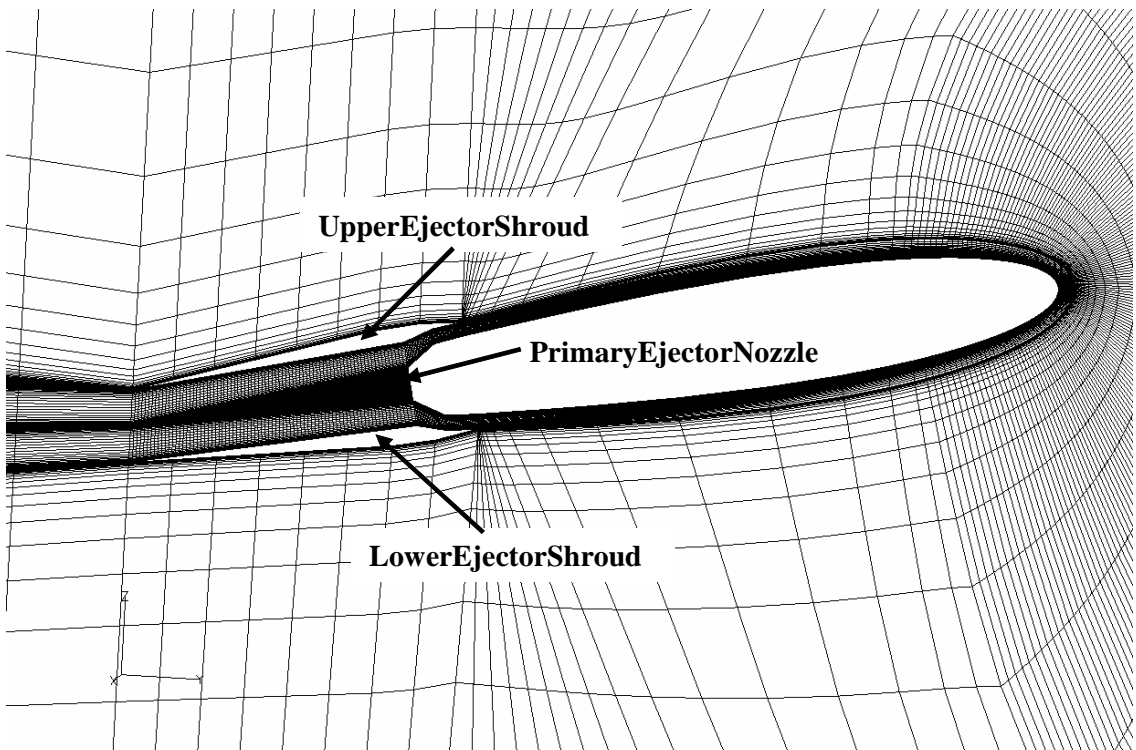 UpperEjectorShroud
PrimaryEjectorNozzle
LowerEjectorShroud
Z
X
Y